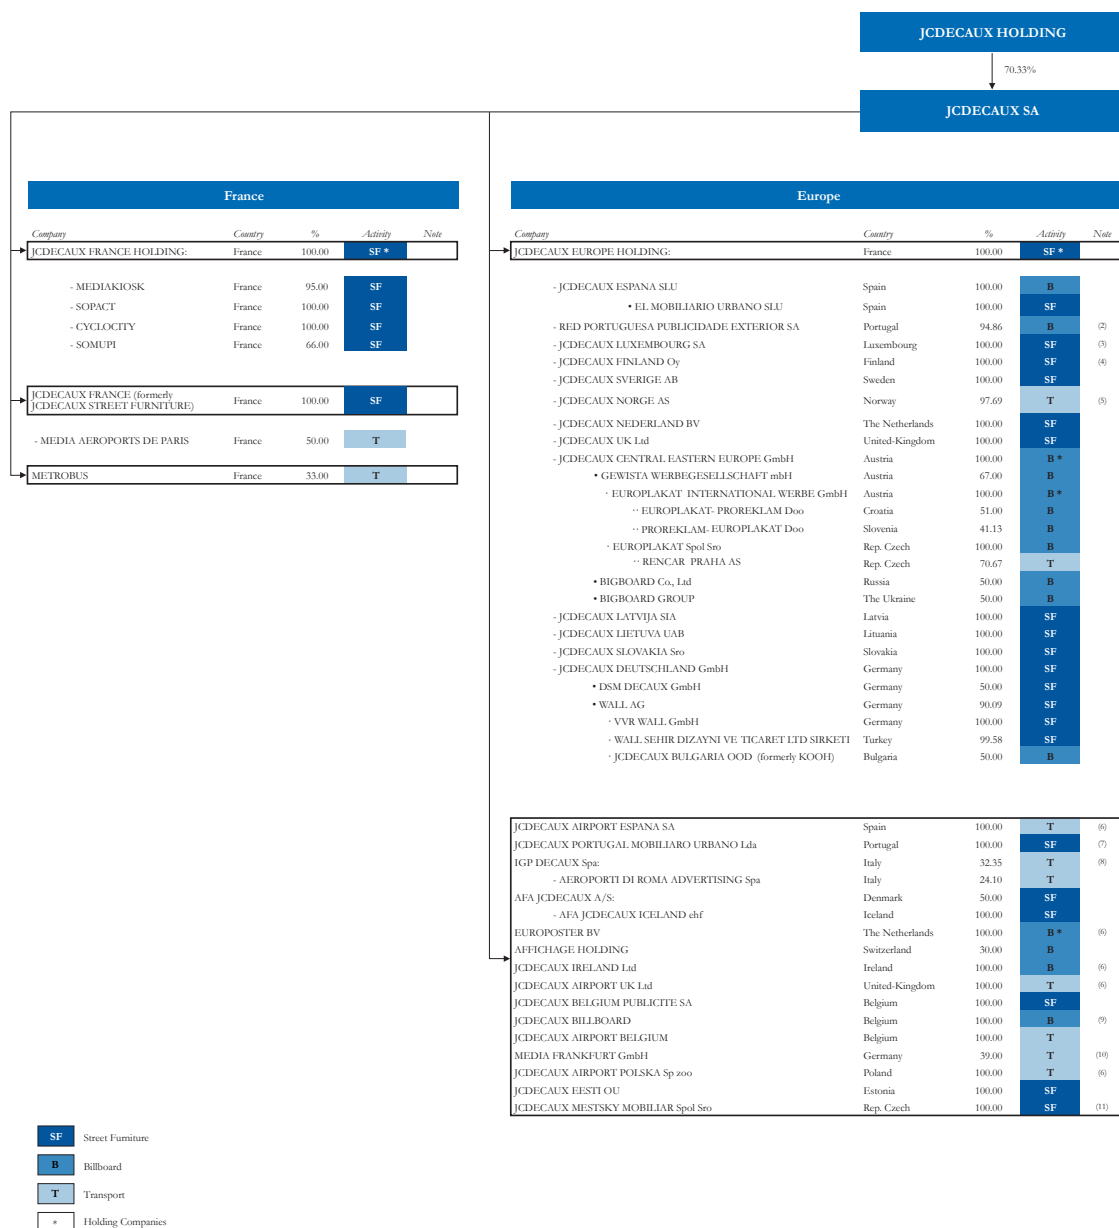 JCDECAUX HOLDING
70.33%
JCDECAUX SA
France
Company Country % Activity Note
JCDECAUX FRANCE HOLDING: France 100.00 SF *
- MEDIAKIOSK France 95.00 SF
- SOPACT France 100.00 SF
- CYCLOCITY France 100.00 SF
- SOMUPI France 66.00 SF
JCDECAUX FRANCE (formerly
JCDECAUX STREET FURNITURE) France 100.00 SF
- MEDIA AEROPORTS DE PARIS France 50.00 T
METROBUS France 33.00 T
Europe
Company Country % Activity Note
JCDECAUX EUROPE HOLDING: France 100.00 SF *
- JCDECAUX ESPANA SLU Spain 100.00 B
• EL MOBILIARIO URBANO SLU Spain 100.00 SF
- RED PORTUGUESA PUBLICIDADE EXTERIOR SA Portugal 94.86 B (2)
- JCDECAUX LUXEMBOURG SA Luxembourg 100.00 SF (3)
- JCDECAUX FINLAND Oy Finland 100.00 SF (4)
- JCDECAUX SVERIGE AB Sweden 100.00 SF
- JCDECAUX NORGE AS Norway 97.69 T (5)
- JCDECAUX NEDERLAND BV The Netherlands 100.00 SF
- JCDECAUX UK Ltd United-Kingdom 100.00 SF
- JCDECAUX CENTRAL EASTERN EUROPE GmbH Austria 100.00 B *
• GEWISTA WERBEGESELLSCHAFT mbH Austria 67.00 B
· EUROPLAKAT INTERNATIONAL WERBE GmbH Austria 100.00 B *
·· EUROPLAKAT- PROREKLAM Doo Croatia 51.00 B
·· PROREKLAM- EUROPLAKAT Doo Slovenia 41.13 B
· EUROPLAKAT Spol Sro Rep. Czech 100.00 B
·· RENCAR PRAHA AS Rep. Czech 70.67 T
• BIGBOARD Co., Ltd Russia 50.00 B
• BIGBOARD GROUP The Ukraine 50.00 B
- JCDECAUX LATVIJA SIA Latvia 100.00 SF
- JCDECAUX LIETUVA UAB Lituania 100.00 SF
- JCDECAUX SLOVAKIA Sro Slovakia 100.00 SF
- JCDECAUX DEUTSCHLAND GmbH Germany 100.00 SF
• DSM DECAUX GmbH Germany 50.00 SF
• WALL AG Germany 90.09 SF
· VVR WALL GmbH Germany 100.00 SF
· WALL SEHIR DIZAYNI VE TICARET LTD SIRKETI Turkey 99.58 SF
· JCDECAUX BULGARIA OOD (formerly KOOH) Bulgaria 50.00 B
JCDECAUX AIRPORT ESPANA SA Spain 100.00 T (6)
JCDECAUX PORTUGAL MOBILIARO URBANO Lda Portugal 100.00 SF (7)
IGP DECAUX Spa: Italy 32.35 T (8)
- AEROPORTI DI ROMA ADVERTISING Spa Italy 24.10 T
AFA JCDECAUX A/S: Denmark 50.00 SF
- AFA JCDECAUX ICELAND ehf Iceland 100.00 SF
EUROPOSTER BV The Netherlands 100.00 B * (6)
AFFICHAGE HOLDING Switzerland 30.00 B
JCDECAUX IRELAND Ltd Ireland 100.00 B (6)
JCDECAUX AIRPORT UK Ltd United-Kingdom 100.00 T (6)
JCDECAUX BELGIUM PUBLICITE SA Belgium 100.00 SF
JCDECAUX BILLBOARD Belgium 100.00 B (9)
JCDECAUX AIRPORT BELGIUM Belgium 100.00 T
MEDIA FRANKFURT GmbH Germany 39.00 T (10)
JCDECAUX AIRPORT POLSKA Sp zoo Poland 100.00 T (6)
JCDECAUX EESTI OU Estonia 100.00 SF
JCDECAUX MESTSKY MOBILIAR Spol Sro Rep. Czech 100.00 SF (11)
SF Street Furniture
B Billboard
T Transport
* Holding Companies